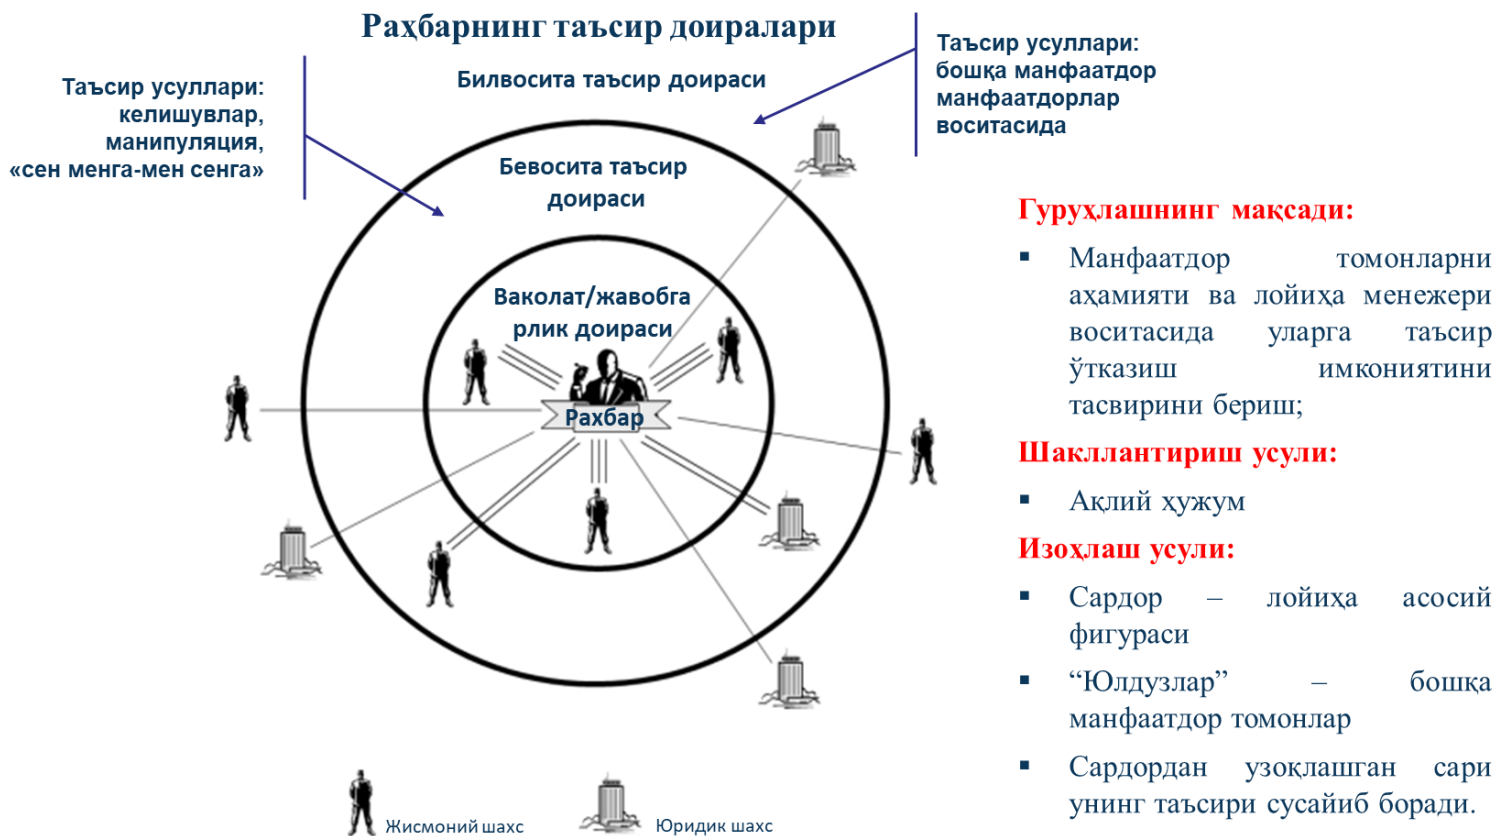 Раҳбарнинг таъсир доиралари
Таъсир усуллари:
келишувлар,
манипуляция,
«сен менга-мен сенга»
Билвосита таъсир доираси
Таъсир усуллари:
бошқа манфаатдор
манфаатдорлар
воситасида
Бевосита таъсир
доираси
Ваколат/жавобга
рлик доираси
Рахбар
Жисмоний шахс
Юридик шахс
Гуруҳлашнинг мақсади:
▪ Манфаатдор томонларни
аҳамияти ва лойиҳа менежери
воситасида уларга таъсир
ўтказиш имкониятини
тасвирини бериш;
Шакллантириш усули:
▪ Ақлий ҳужум
Изоҳлаш усули:
▪ Сардор – лойиҳа асосий
фигураси
▪ “Юлдузлар” – бошқа
манфаатдор томонлар
▪ Сардордан узоқлашган сари
унинг таъсири сусайиб боради.